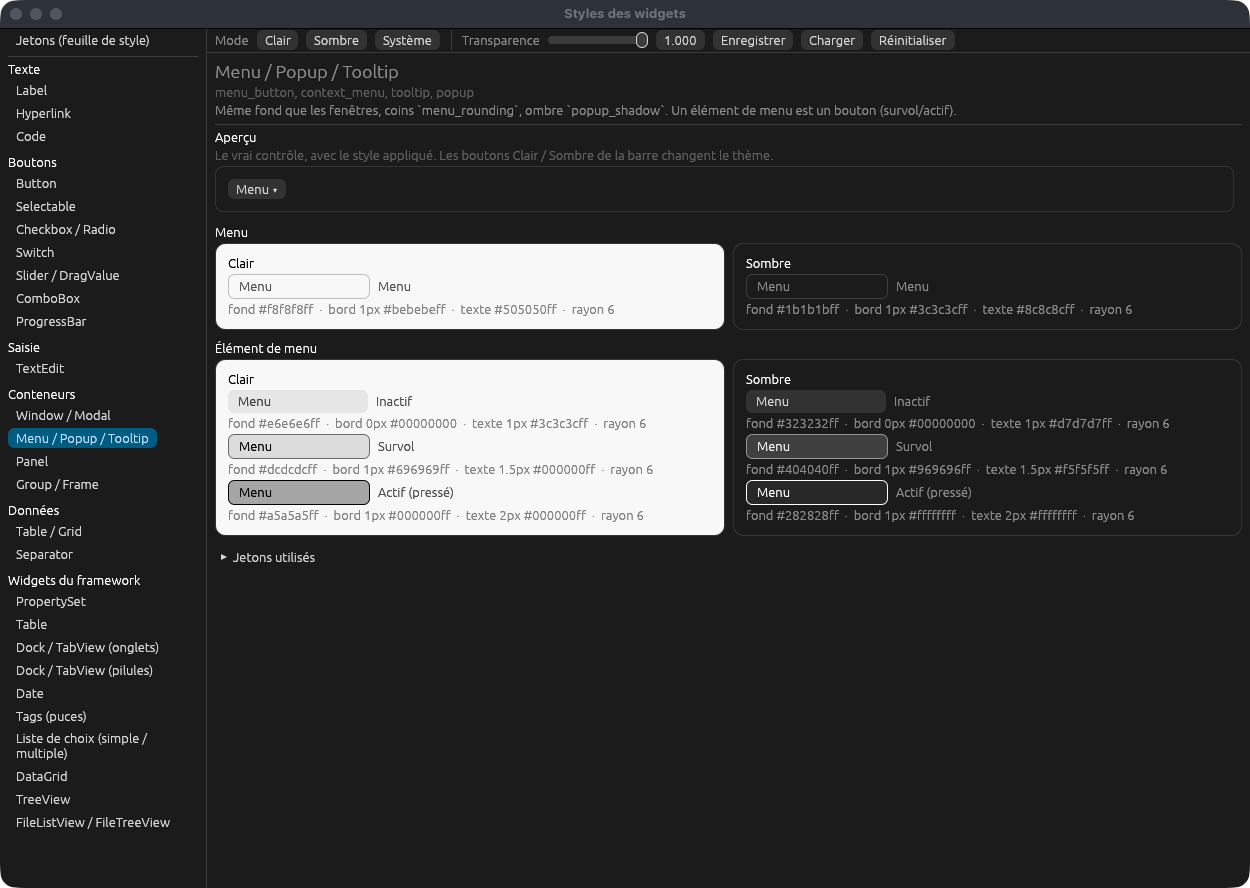 Styles des widgets
Jetons (feuille de style)
Texte
Label
Hyperlink
Code
Boutons
Button
Selectable
Checkbox / Radio
Switch
Slider / DragValue
ComboBox
ProgressBar
Saisie
TextEdit
Conteneurs
Window / Modal
Menu / Popup / Tooltip
Panel
Group / Frame
Données
Table / Grid
Separator
Widgets du framework
PropertySet
Table
Dock / TabView (onglets)
Dock / TabView (pilules)
Date
Tags (puces)
Liste de choix (simple /
multiple)
DataGrid
TreeView
FileListView / FileTreeView
Mode Clair Sombre Système Transparence 1.000 Enregistrer Charger Réinitialiser
Menu / Popup / Tooltip
menu_button, context_menu, tooltip, popup
Même fond que les fenêtres, coins `menu_rounding`, ombre `popup_shadow`. Un élément de menu est un bouton (survol/actif).
Aperçu
Le vrai contrôle, avec le style appliqué. Les boutons Clair / Sombre de la barre changent le thème.
Menu ▾
Menu
Clair
Menu Menu
fond #f8f8f8ff · bord 1px #bebebeff · texte #505050ff · rayon 6
Sombre
Menu Menu
fond #1b1b1bff · bord 1px #3c3c3cff · texte #8c8c8cff · rayon 6
Élément de menu
Clair
Menu Inactif
fond #e6e6e6ff · bord 0px #00000000 · texte 1px #3c3c3cff · rayon 6
Menu Survol
fond #dcdcdcff · bord 1px #696969ff · texte 1.5px #000000ff · rayon 6
Menu Actif (pressé)
fond #a5a5a5ff · bord 1px #000000ff · texte 2px #000000ff · rayon 6
Sombre
Menu Inactif
fond #323232ff · bord 0px #00000000 · texte 1px #d7d7d7ff · rayon 6
Menu Survol
fond #404040ff · bord 1px #969696ff · texte 1.5px #f5f5f5ff · rayon 6
Menu Actif (pressé)
fond #282828ff · bord 1px #ffffffff · texte 2px #ffffffff · rayon 6
▸ Jetons utilisés